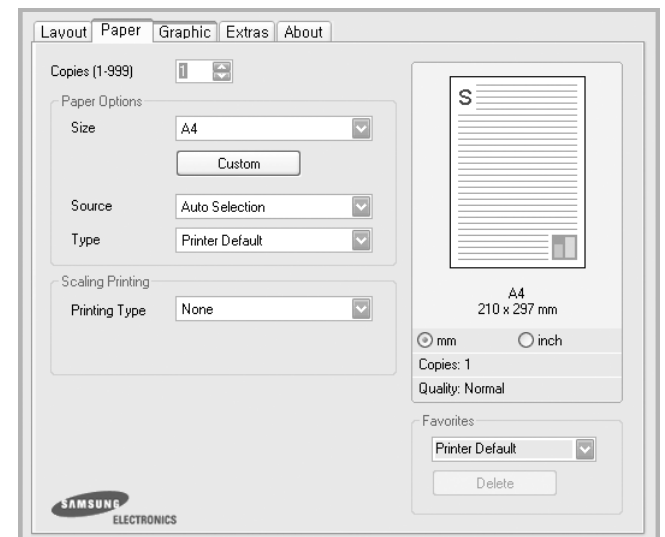 Layout Paper Graphic Extras About
Copies (1-999) 1
Paper Options
Size A4
Custom
Source Auto Selection
Type Printer Default
Scaling Printing
Printing Type None
S
A4
210 x 297 mm
mm inch
Copies: 1
Quality: Normal
Favorites
Printer Default
Delete
SAMSUNG
ELECTRONICS